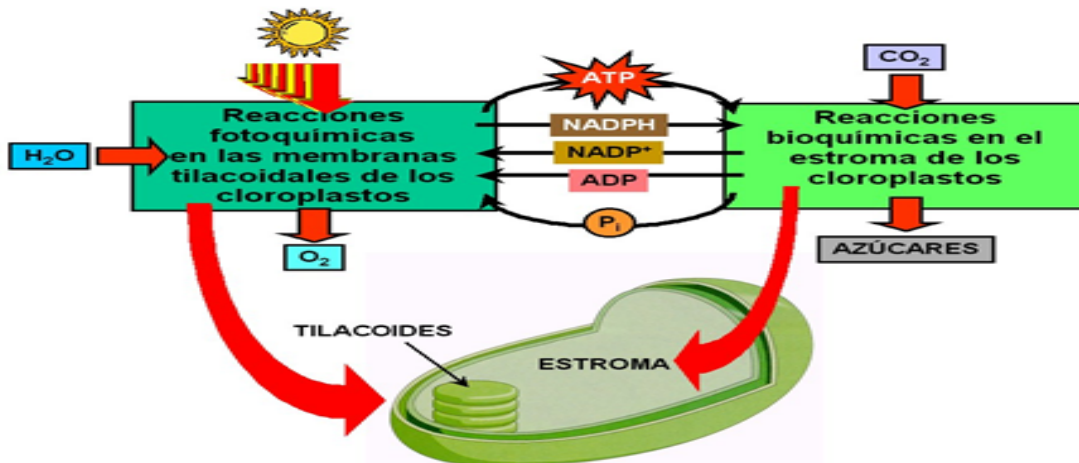 Reacciones
fotoquímicas
en las membranas
tilacoidales de los
cloroplastos
H₂O
O₂
ATP
NADPH
NADP⁺
ADP
Pᵢ
CO₂
Reacciones
bioquímicas en el
estroma de los
cloroplastos
AZÚCARES
TILACOIDES
ESTROMA